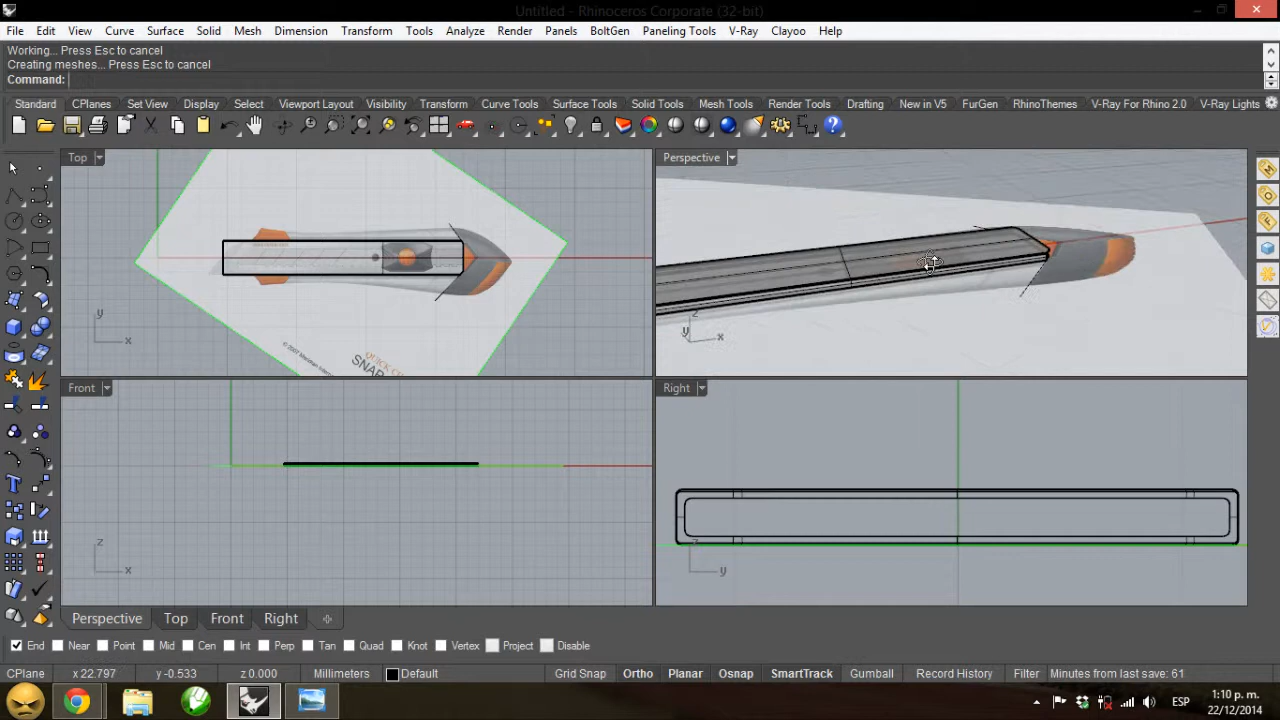 Untitled - Rhinoceros Corporate (32-bit)
File Edit View Curve Surface Solid Mesh Dimension Transform Tools Analyze Render Panels BoltGen Paneling Tools V-Ray Clayoo Help
Working... Press Esc to cancel
Creating meshes... Press Esc to cancel
Command:
Standard CPlanes Set View Display Select Viewport Layout Visibility Transform Curve Tools Surface Tools Solid Tools Mesh Tools Render Tools Drafting New in V5 FurGen RhinoThemes V-Ray For Rhino 2.0 V-Ray Lights
Top
y
x
QUICK
SNAP
Perspective
z
y
x
Front
z
x
Right
z
y
Perspective Top Front Right
End Near Point Mid Cen Int Perp Tan Quad Knot Vertex Project Disable
CPlane x 22.797 y -0.533 z 0.000 Millimeters Default Grid Snap Ortho Planar Osnap SmartTrack Gumball Record History Filter Minutes from last save: 61
ESP
1:10 p. m.
22/12/2014